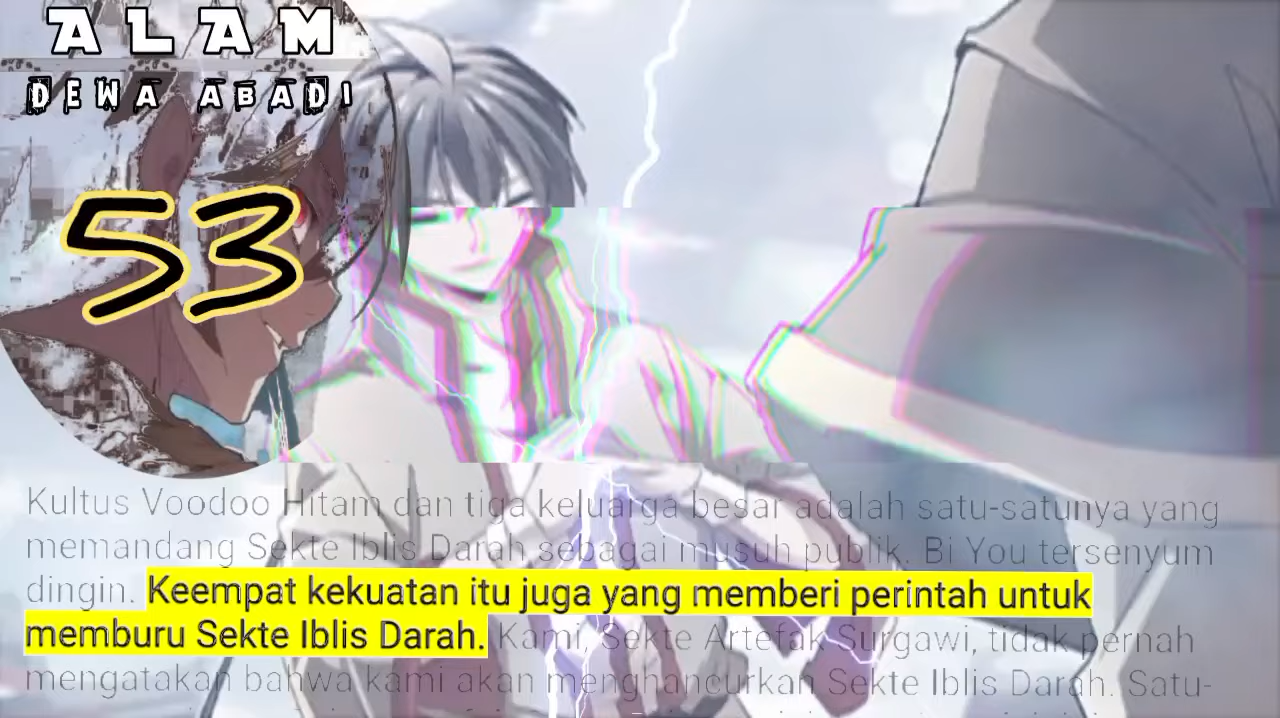 ALAM
DEWA ABADI
53
Kultus Voodoo Hitam dan tiga keluarga besar adalah satu-satunya yang
memandang Sekte Iblis Darah sebagai musuh publik. Bi You tersenyum
dingin. Keempat kekuatan itu juga yang memberi perintah untuk
memburu Sekte Iblis Darah. Kami, Sekte Artefak Surgawi, tidak pernah
mengatakan bahwa kami akan menghancurkan Sekte Iblis Darah. Satu-